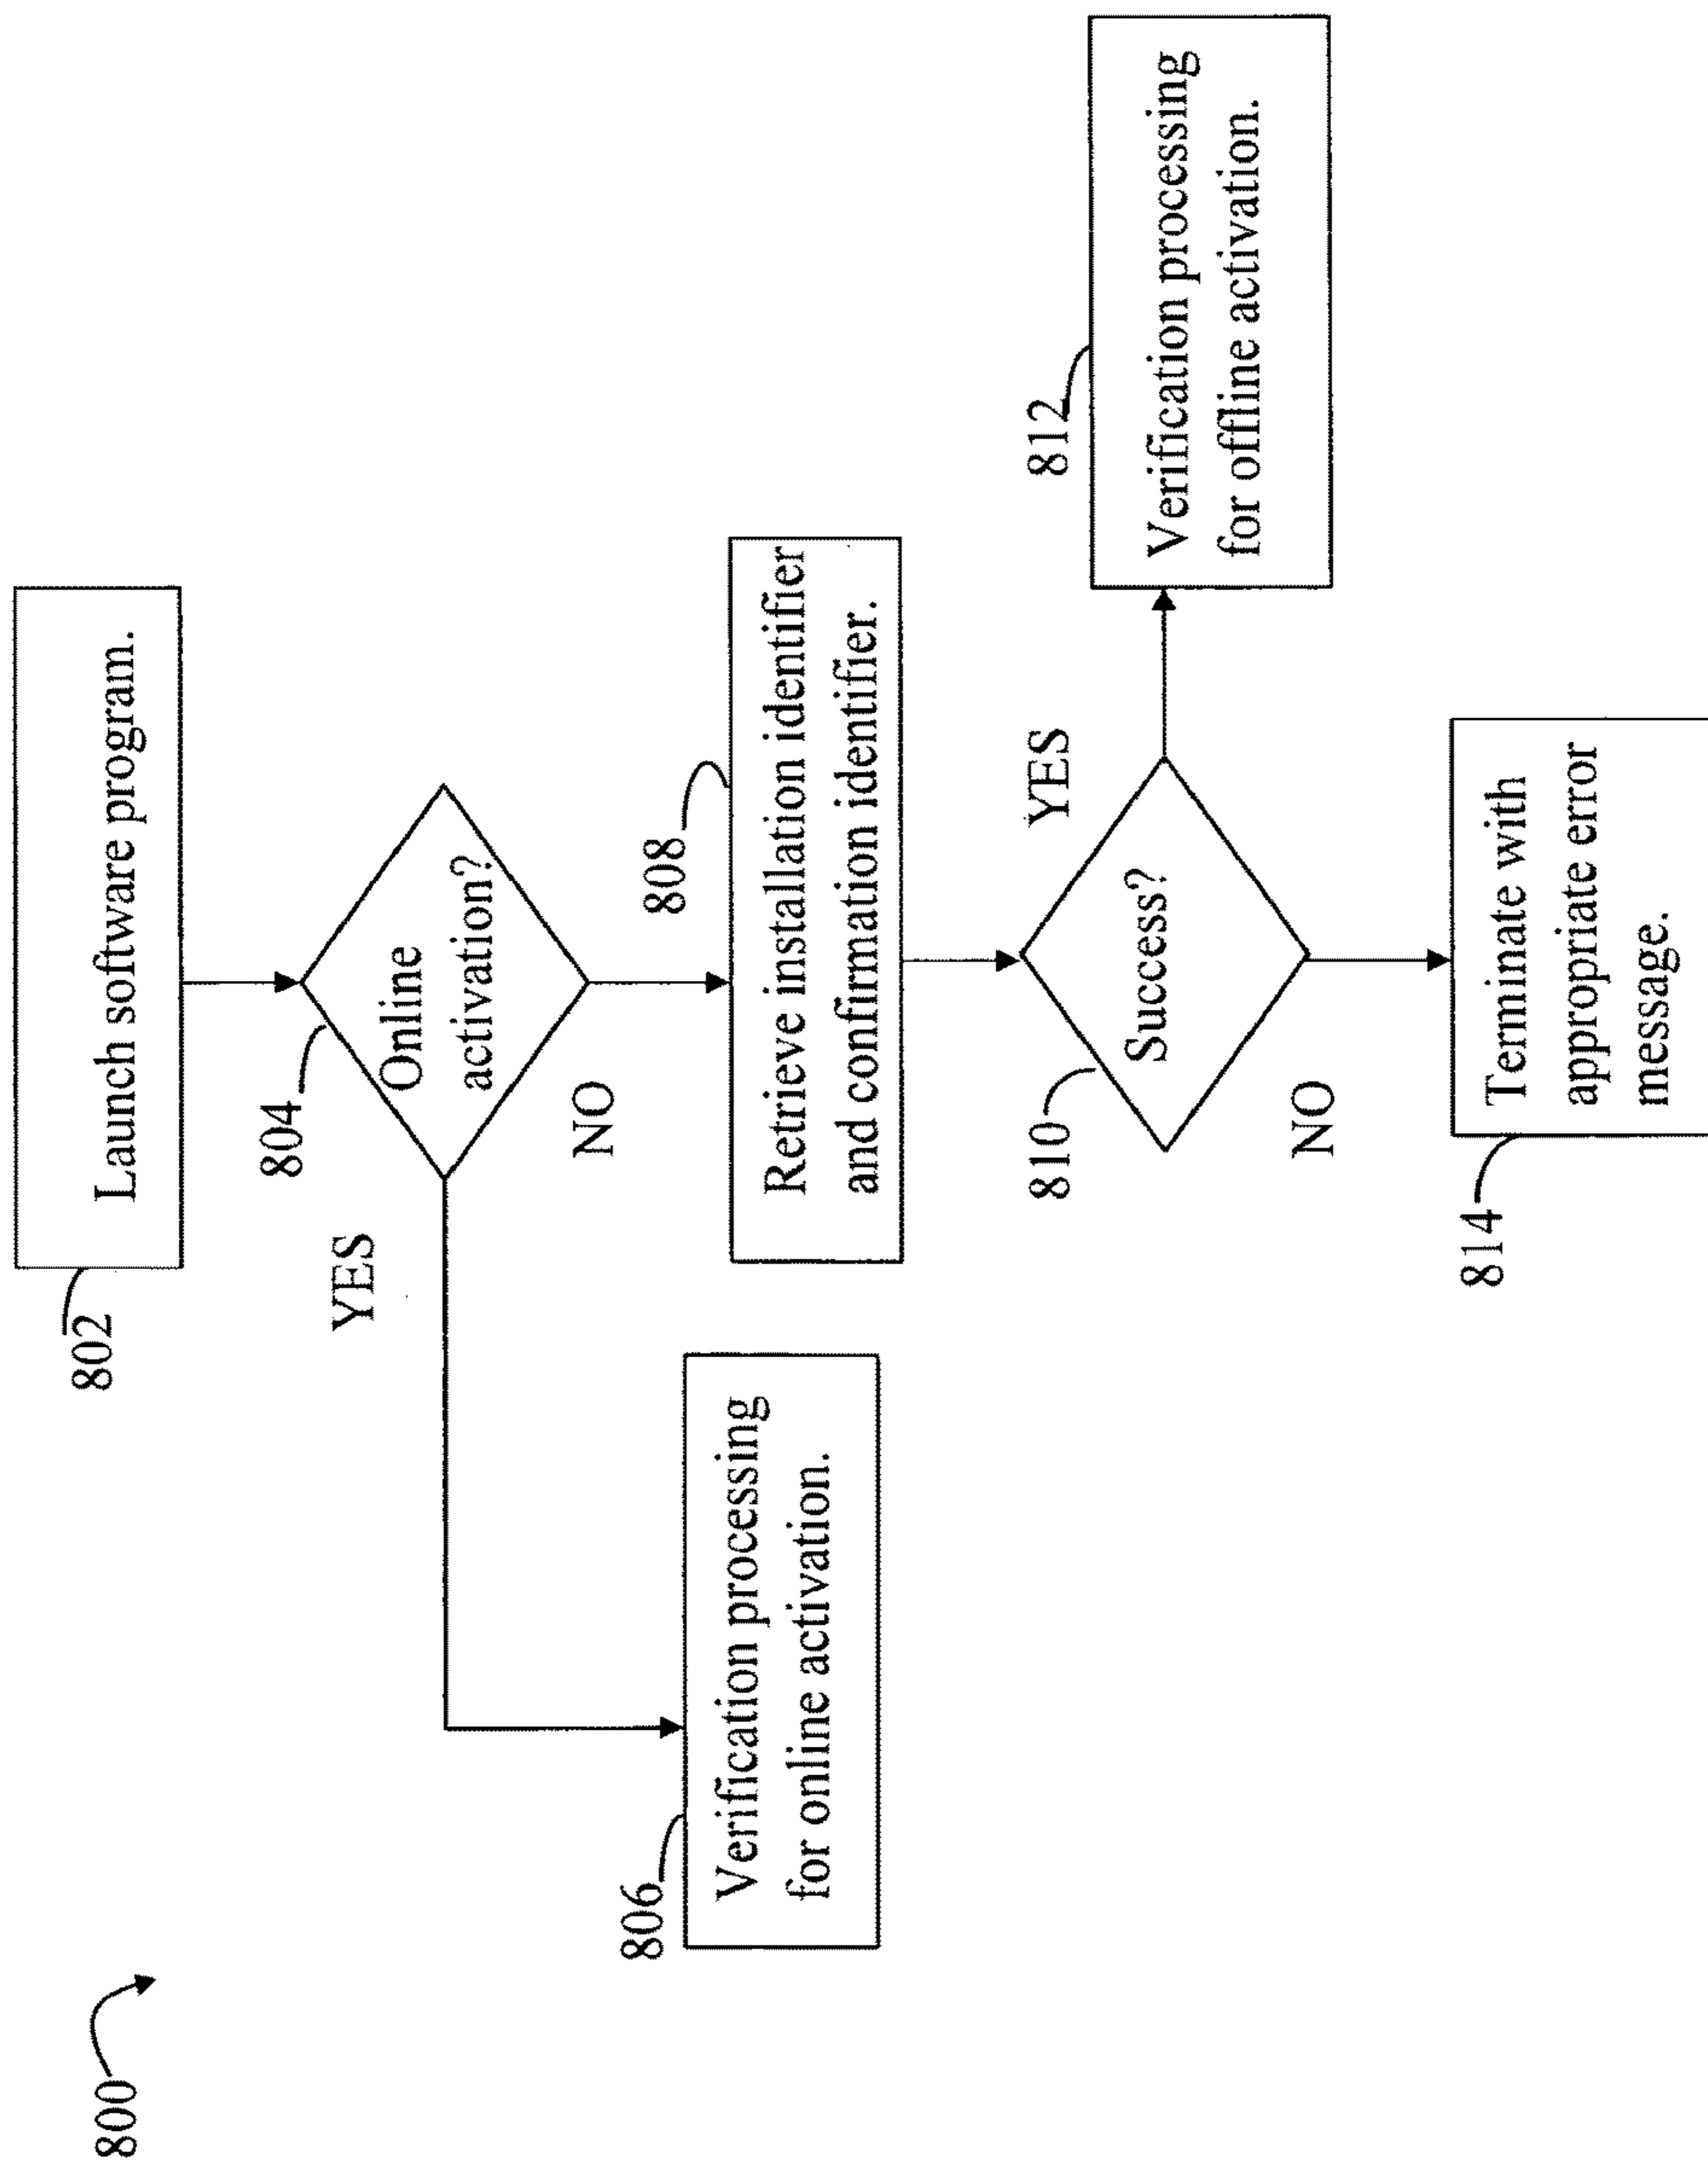 800
802
Launch software program.
804
Online
activation?
YES
NO
806
Verification processing
for online activation.
808
Retrieve installation identifier
and confirmation identifier.
810
Success?
YES
NO
812
Verification processing
for offline activation.
814
Terminate with
appropriate error
message.